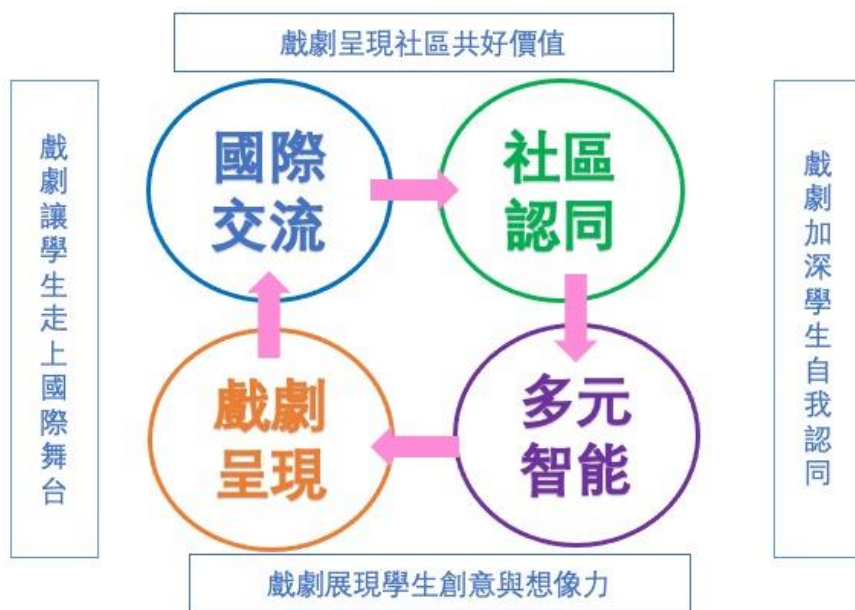 戲劇呈現社區共好價值
戲劇讓學生走上國際舞台
國際
交流
社區
認同
戲劇加深學生自我認同
戲劇
呈現
多元
智能
戲劇展現學生創意與想像力